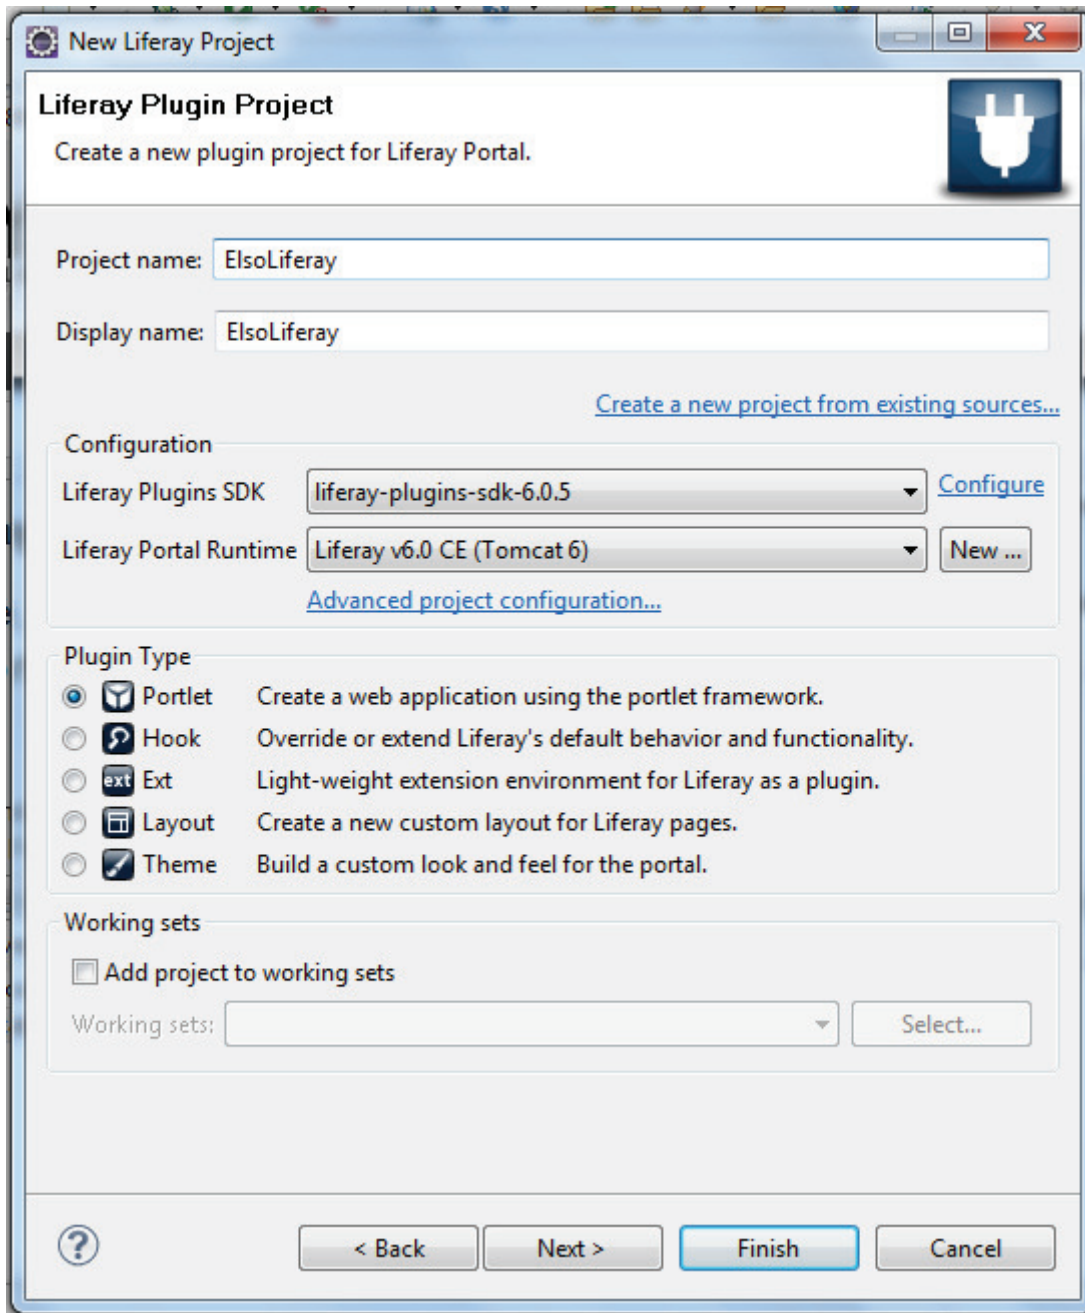 New Liferay Project
Liferay Plugin Project
Create a new plugin project for Liferay Portal.
Project name: ElsoLiferay
Display name: ElsoLiferay
Create a new project from existing sources...
Configuration
Liferay Plugins SDK liferay-plugins-sdk-6.0.5 Configure
Liferay Portal Runtime Liferay v6.0 CE (Tomcat 6) New ...
Advanced project configuration...
Plugin Type
Portlet Create a web application using the portlet framework.
Hook Override or extend Liferay's default behavior and functionality.
ext Ext Light-weight extension environment for Liferay as a plugin.
Layout Create a new custom layout for Liferay pages.
Theme Build a custom look and feel for the portal.
Working sets
Add project to working sets
Working sets: Select...
? < Back Next > Finish Cancel